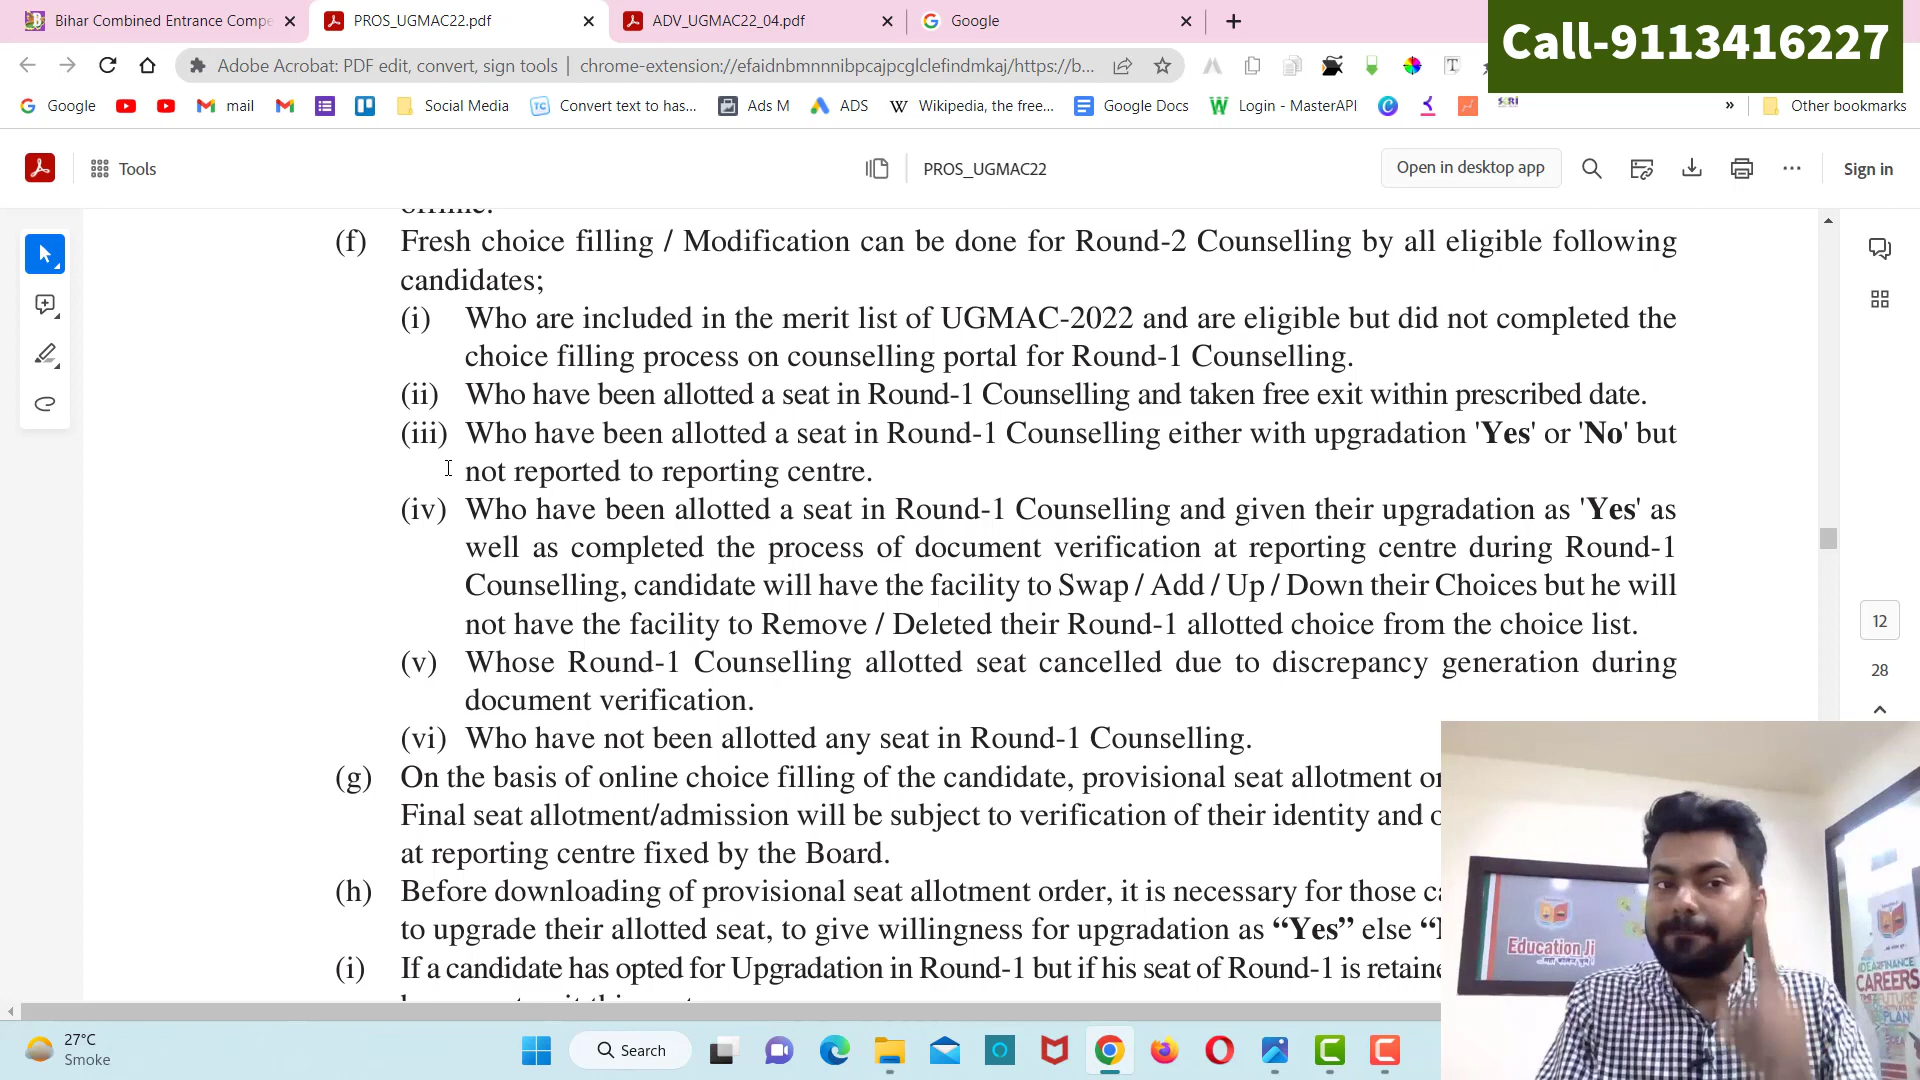 Bihar Combined Entrance Compe
PROS_UGMAC22.pdf
ADV_UGMAC22_04.pdf
Google
Call-9113416227
Adobe Acrobat: PDF edit, convert, sign tools
chrome-extension://efaidnbmnnnibpcajpcglclefindmkaj/https://b...
Google
mail
Social Media
Convert text to has...
Ads M
ADS
Wikipedia, the free...
Google Docs
Login - MasterAPI
»
Other bookmarks
Tools
PROS_UGMAC22
Open in desktop app
Sign in
offline.
(f) Fresh choice filling / Modification can be done for Round-2 Counselling by all eligible following
candidates;
(i) Who are included in the merit list of UGMAC-2022 and are eligible but did not completed the
choice filling process on counselling portal for Round-1 Counselling.
(ii) Who have been allotted a seat in Round-1 Counselling and taken free exit within prescribed date.
(iii) Who have been allotted a seat in Round-1 Counselling either with upgradation 'Yes' or 'No' but
not reported to reporting centre.
(iv) Who have been allotted a seat in Round-1 Counselling and given their upgradation as 'Yes' as
well as completed the process of document verification at reporting centre during Round-1
Counselling, candidate will have the facility to Swap / Add / Up / Down their Choices but he will
not have the facility to Remove / Deleted their Round-1 allotted choice from the choice list.
(v) Whose Round-1 Counselling allotted seat cancelled due to discrepancy generation during
document verification.
(vi) Who have not been allotted any seat in Round-1 Counselling.
(g) On the basis of online choice filling of the candidate, provisional seat allotment or
Final seat allotment/admission will be subject to verification of their identity and o
at reporting centre fixed by the Board.
(h) Before downloading of provisional seat allotment order, it is necessary for those ca
to upgrade their allotted seat, to give willingness for upgradation as “Yes” else “
(i) If a candidate has opted for Upgradation in Round-1 but if his seat of Round-1 is retaine
12
28
Education Ji
CAREERS
PLAN
27°C
Smoke
Search